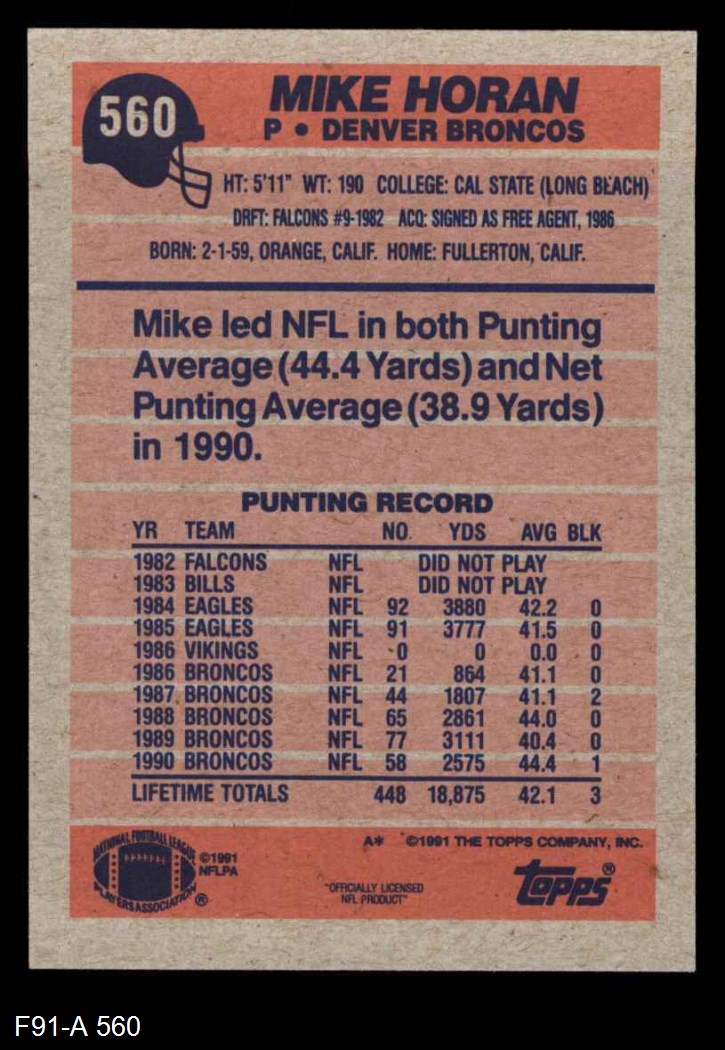 560
MIKE HORAN
P • DENVER BRONCOS
HT: 5'11" WT: 190 COLLEGE: CAL STATE (LONG BEACH)
DRFT: FALCONS #9-1982 ACQ: SIGNED AS FREE AGENT, 1986
BORN: 2-1-59, ORANGE, CALIF. HOME: FULLERTON, CALIF.
Mike led NFL in both Punting
Average (44.4 Yards) and Net
Punting Average (38.9 Yards)
in 1990.
PUNTING RECORD
YR TEAM NO. YDS AVG BLK
1982 FALCONS NFL DID NOT PLAY
1983 BILLS NFL DID NOT PLAY
1984 EAGLES NFL 92 3880 42.2 0
1985 EAGLES NFL 91 3777 41.5 0
1986 VIKINGS NFL 0 0 0.0 0
1986 BRONCOS NFL 21 864 41.1 0
1987 BRONCOS NFL 44 1807 41.1 2
1988 BRONCOS NFL 65 2861 44.0 0
1989 BRONCOS NFL 77 3111 40.4 0
1990 BRONCOS NFL 58 2575 44.4 1
LIFETIME TOTALS 448 18,875 42.1 3
NATIONAL FOOTBALL LEAGUE
PLAYERS ASSOCIATION ®
©1991
NFLPA
A* ©1991 THE TOPPS COMPANY, INC.
"OFFICIALLY LICENSED
NFL PRODUCT"
TOPPS®
F91-A 560